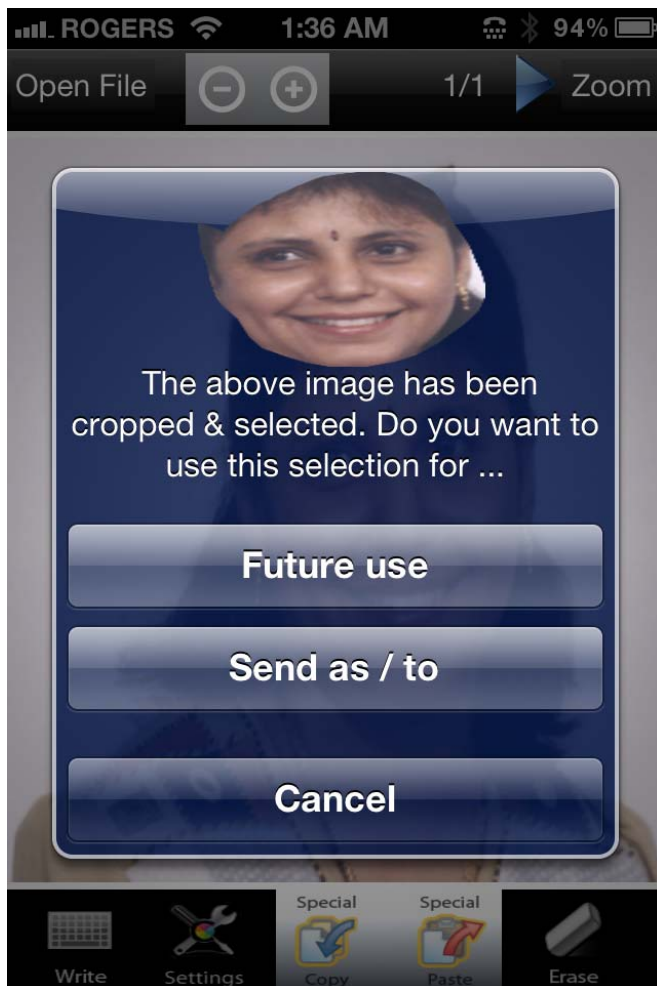 ROGERS 1:36 AM 94%
Open File 1/1 Zoom
The above image has been
cropped & selected. Do you want to
use this selection for ...
Future use
Send as / to
Cancel
Special Special
Write Settings Copy Paste Erase